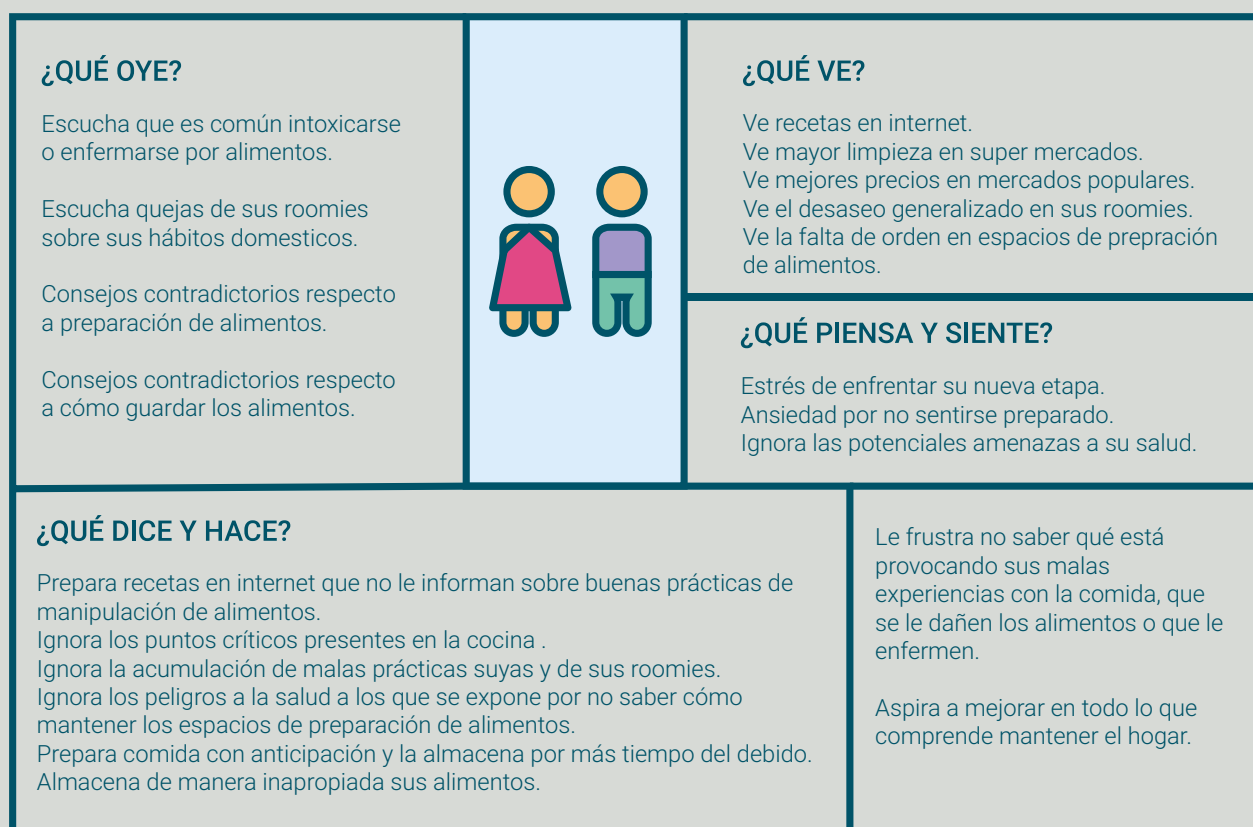 ¿QUÉ OYE?
Escucha que es común intoxicarse
o enfermarse por alimentos.
Escucha quejas de sus roomies
sobre sus hábitos domesticos.
Consejos contradictorios respecto
a preparación de alimentos.
Consejos contradictorios respecto
a cómo guardar los alimentos.
¿QUÉ VE?
Ve recetas en internet.
Ve mayor limpieza en super mercados.
Ve mejores precios en mercados populares.
Ve el desaseo generalizado en sus roomies.
Ve la falta de orden en espacios de prepración
de alimentos.
¿QUÉ PIENSA Y SIENTE?
Estrés de enfrentar su nueva etapa.
Ansiedad por no sentirse preparado.
Ignora las potenciales amenazas a su salud.
¿QUÉ DICE Y HACE?
Prepara recetas en internet que no le informan sobre buenas prácticas de
manipulación de alimentos.
Ignora los puntos críticos presentes en la cocina .
Ignora la acumulación de malas prácticas suyas y de sus roomies.
Ignora los peligros a la salud a los que se expone por no saber cómo
mantener los espacios de preparación de alimentos.
Prepara comida con anticipación y la almacena por más tiempo del debido.
Almacena de manera inapropiada sus alimentos.
Le frustra no saber qué está
provocando sus malas
experiencias con la comida, que
se le dañen los alimentos o que le
enfermen.
Aspira a mejorar en todo lo que
comprende mantener el hogar.